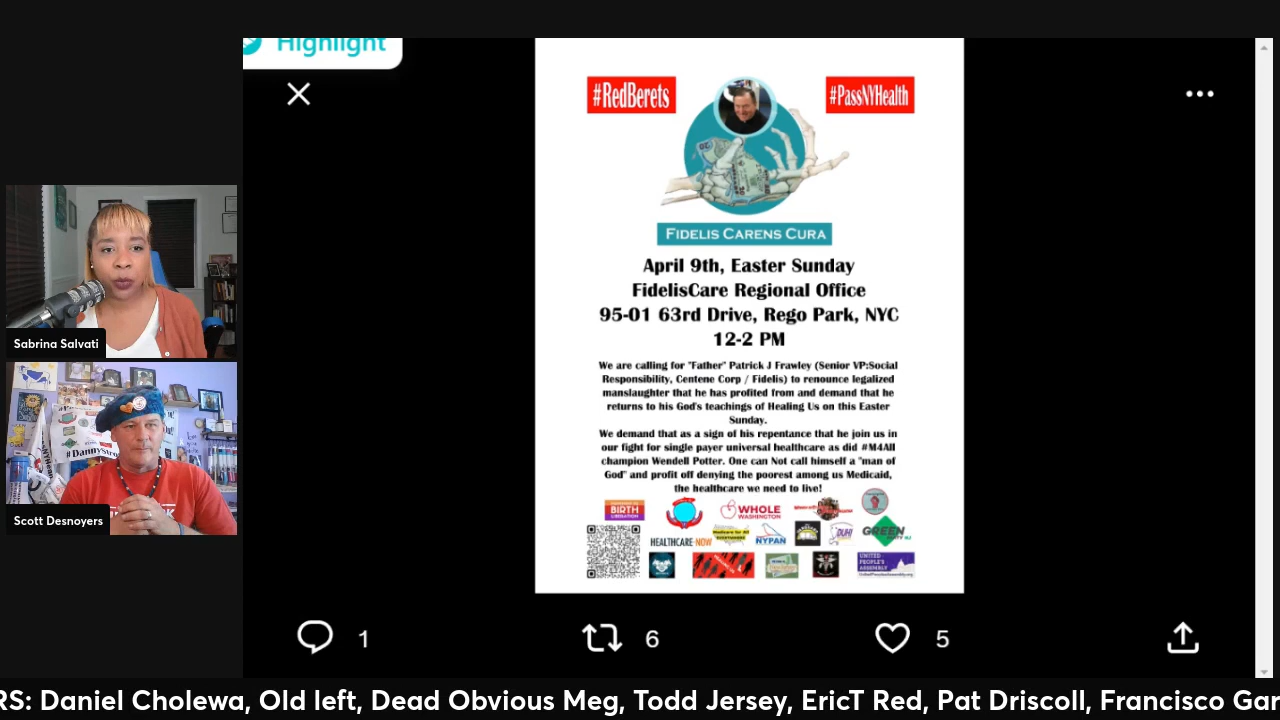 Highlight
#RedBerets
#PassNYHealth
FIDELIS CARENS CURA
April 9th, Easter Sunday
FidelisCare Regional Office
95-01 63rd Drive, Rego Park, NYC
12-2 PM
We are calling for "Father" Patrick J Frawley (Senior VP:Social
Responsibility, Centene Corp / Fidelis) to renounce legalized
manslaughter that he has profited from and demand that he
returns to his God's teachings of Healing Us on this Easter
Sunday.
We demand that as a sign of his repentance that he join us in
our fight for single payer universal healthcare as did #M4All
champion Wendell Potter. One can Not call himself a "man of
God" and profit off denying the poorest among us Medicaid,
the healthcare we need to live!
BIRTH
LIBERATION
WHOLE
WASHINGTON
HEALTHCARE-NOW
NYPAN
DUH!
GREEN
UNITED
PEOPLE'S
ASSEMBLY
1
6
5
Sabrina Salvati
Scott Desnoyers
RS: Daniel Cholewa, Old left, Dead Obvious Meg, Todd Jersey, EricT Red, Pat Driscoll, Francisco Gar